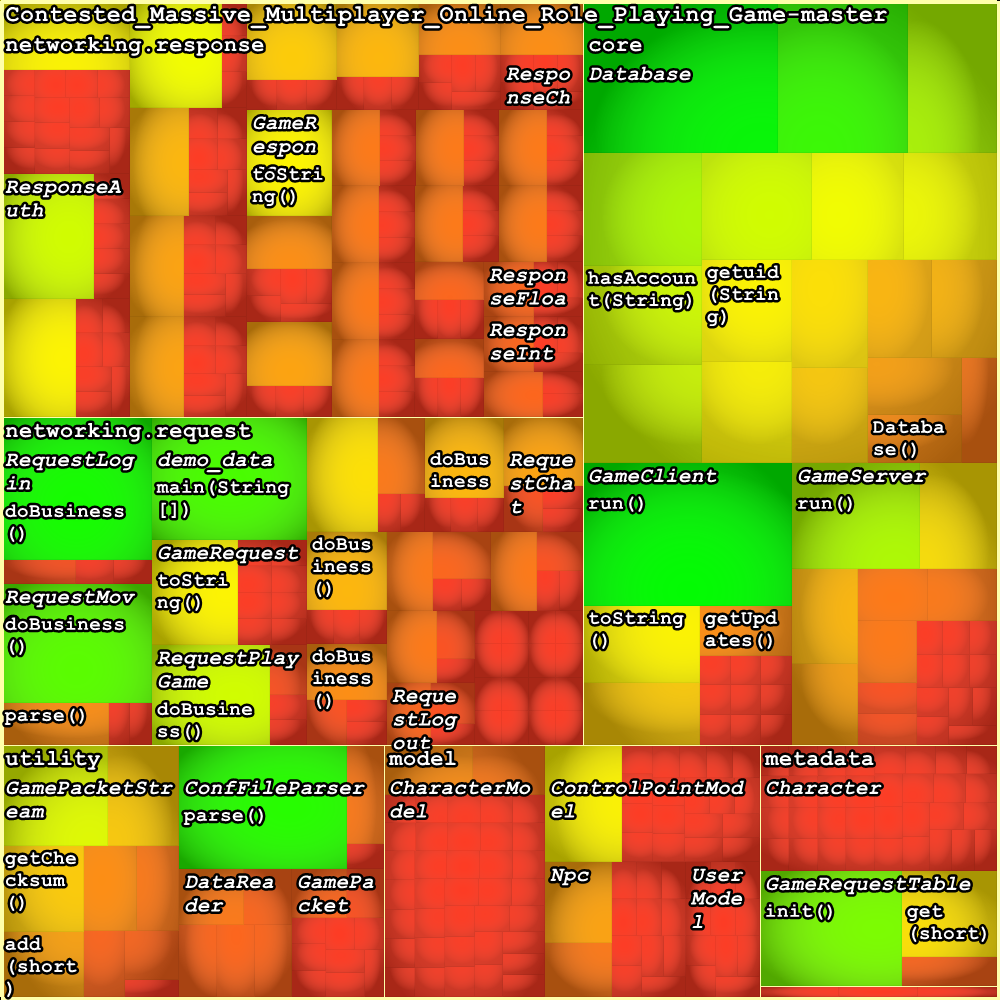 Contested_Massive_Multiplayer_Online_Role_Playing_Game-master
networking.response
Respo
nseCh
GameR
espon
toStri
ng()
ResponseA
uth
Respon
seFloa
Respon
seInt
core
Database
hasAccoun
t(String)
getuid
(Strin
g)
Databa
se()
networking.request
RequestLog
in
doBusiness
()
demo_data
main(String
[])
doBus
iness
Reque
stCha
t
GameRequest
toStri
ng()
doBus
iness
()
RequestMov
doBusiness
()
RequestPlay
Game
doBusine
ss()
doBus
iness
()
parse()
Reque
stLog
out
GameClient
run()
GameServer
run()
toString
()
getUpd
ates()
utility
GamePacketStr
eam
ConfFileParser
parse()
getChe
cksum
()
DataRea
der
GamePa
cket
add
(short
)
model
CharacterMo
del
ControlPointMod
el
Npc
User
Mode
l
metadata
Character
GameRequestTable
init()
get
(short)